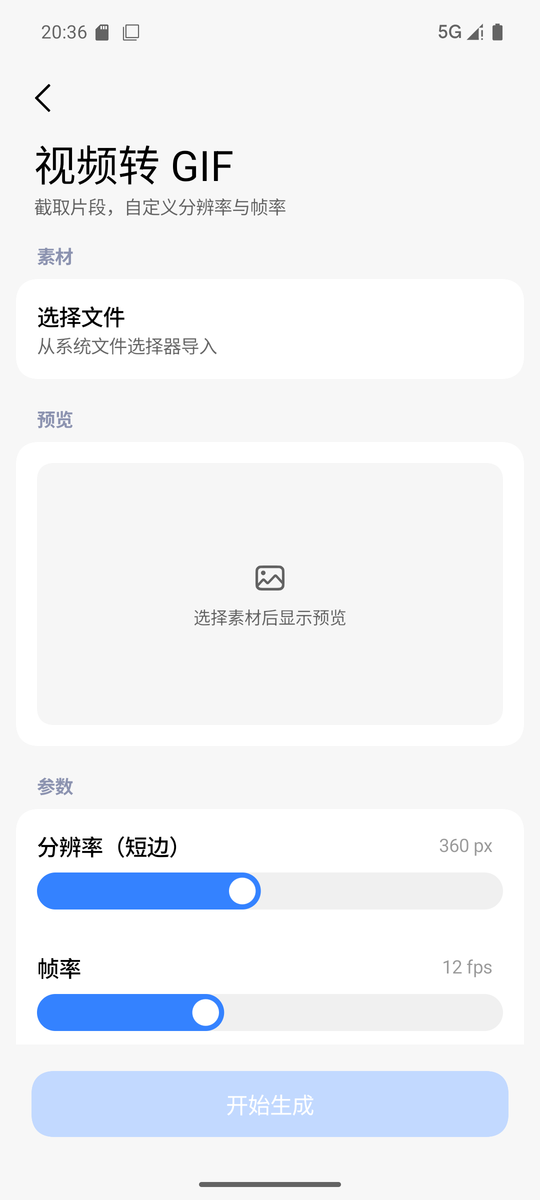 20:36
5G
视频转 GIF
截取片段，自定义分辨率与帧率
素材
选择文件
从系统文件选择器导入
预览
选择素材后显示预览
参数
分辨率（短边）
360 px
帧率
12 fps
开始生成